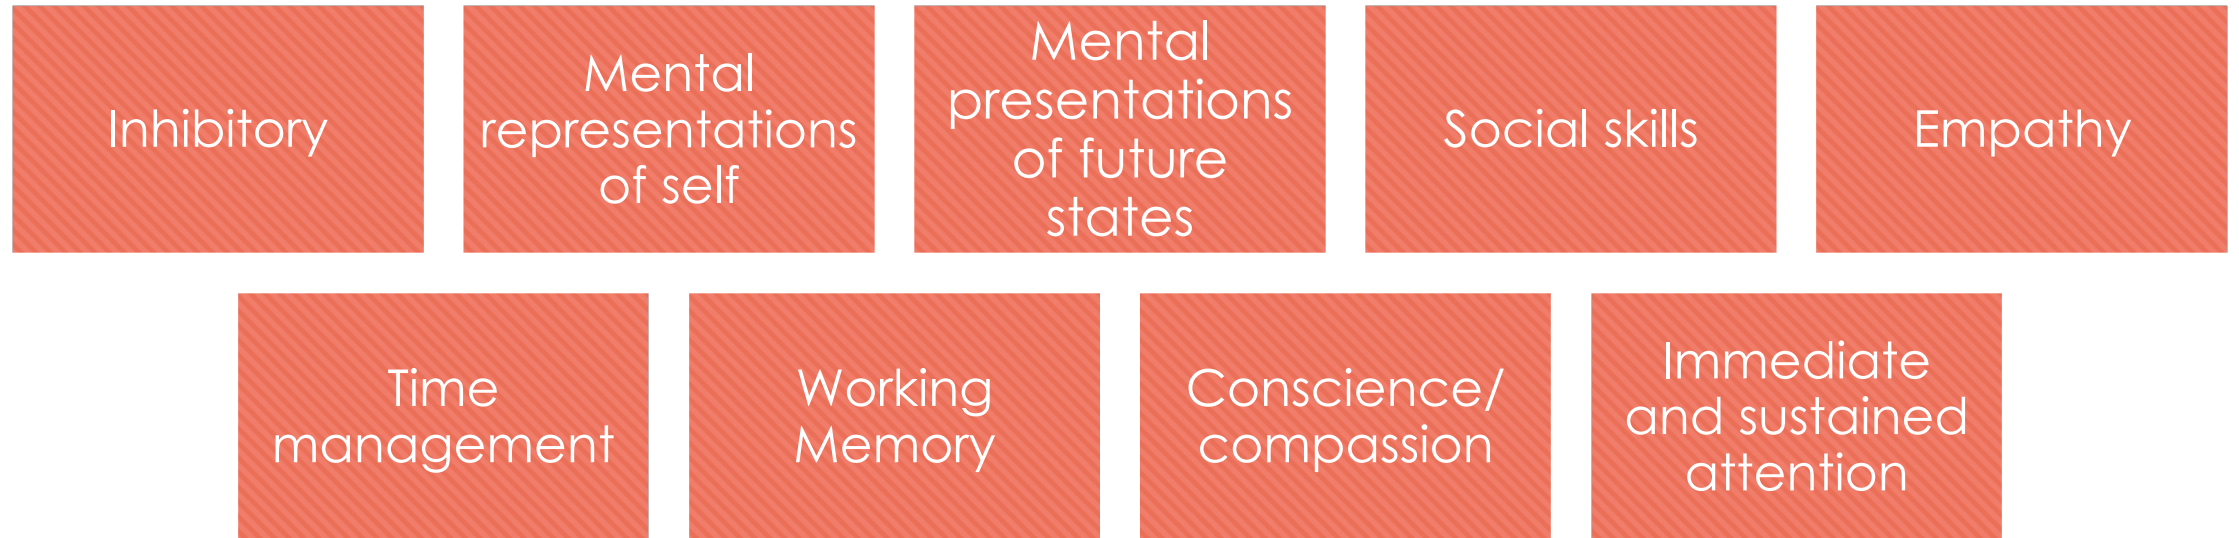 Inhibitory
Mental
representations
of self
Mental
presentations
of future
states
Social skills
Empathy
Time
management
Working
Memory
Conscience/
compassion
Immediate
and sustained
attention